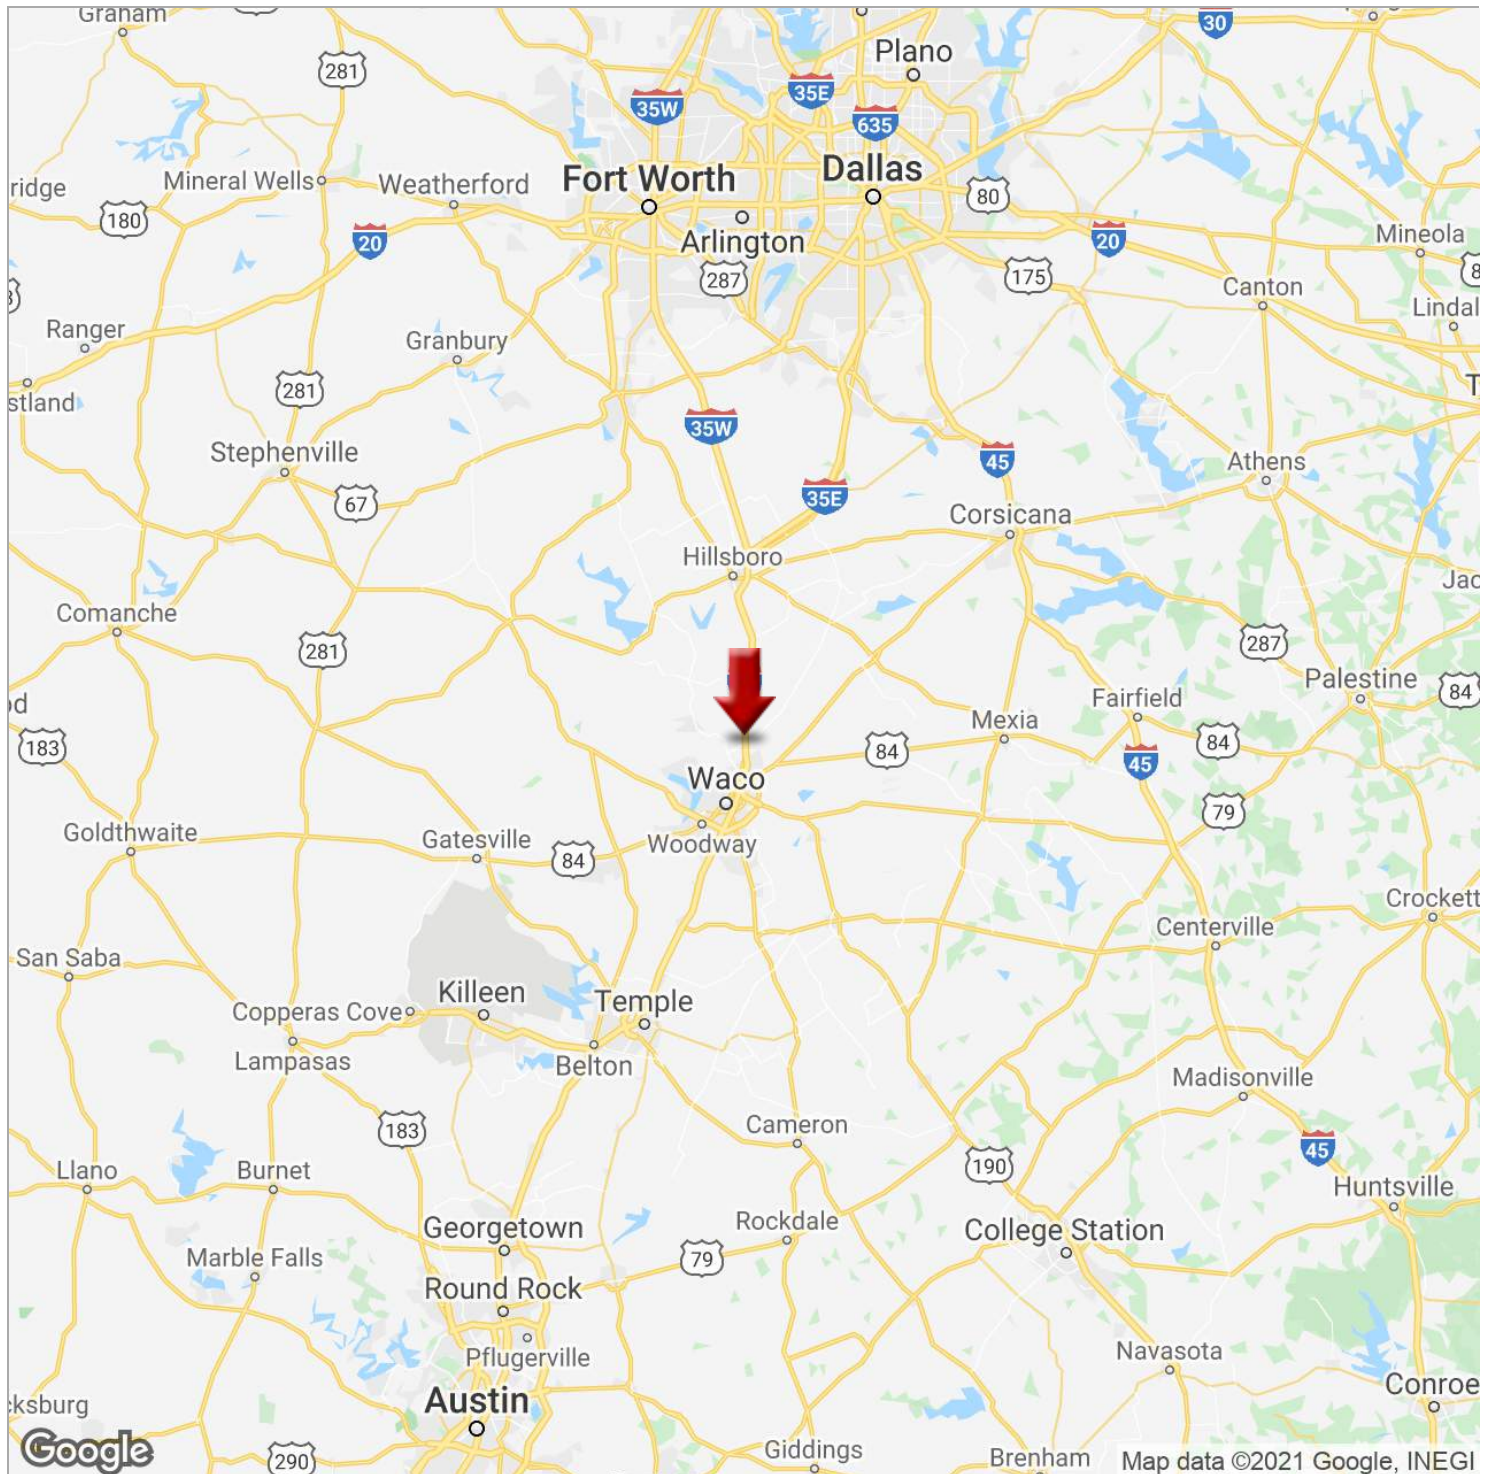 Graham
281
Plano
30
35W
35E
635
Fort Worth
Dallas
ridge
Mineral Wells
Weatherford
80
180
20
Arlington
20
Mineola
287
175
Canton
Lindal
Ranger
Granbury
281
stland
35W
Stephenville
45
Athens
67
35E
Corsicana
Hillsboro
Jac
Comanche
281
287
Palestine
84
Fairfield
183
Mexia
84
84
45
Waco
79
Goldthwaite
Gatesville
84
Woodway
Crockett
Centerville
San Saba
Killeen
Temple
Copperas Cove
Lampasas
Belton
Madisonville
183
Cameron
45
Llano
Burnet
190
Huntsville
Georgetown
Rockdale
College Station
Marble Falls
79
Round Rock
Pflugerville
Navasota
Conroe
Austin
cksburg
Google
290
Giddings
Brenham
Map data ©2021 Google, INEGI